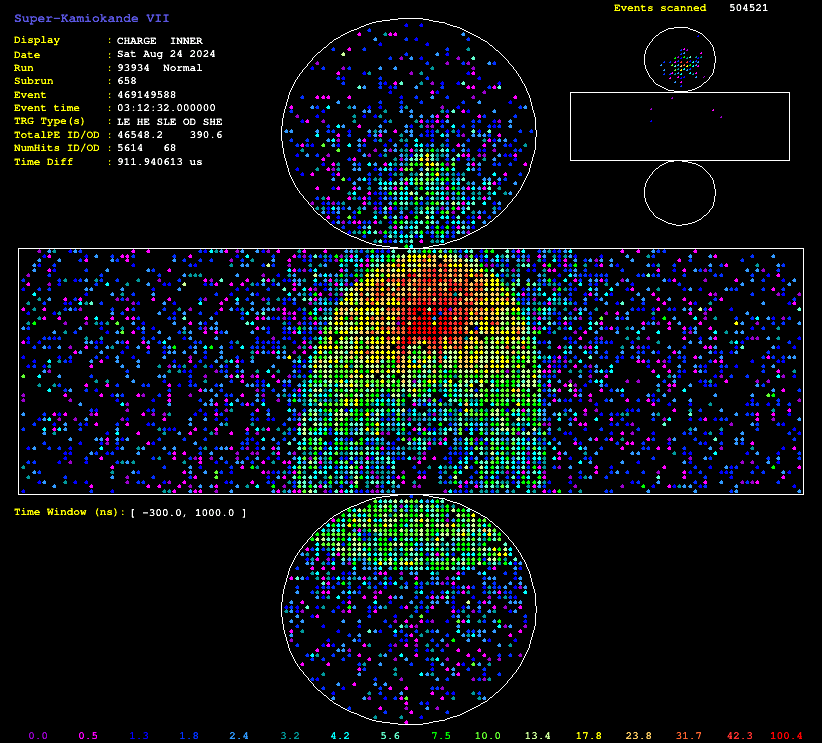 Super-Kamiokande VII
Events scanned 504521
Display : CHARGE INNER
Date : Sat Aug 24 2024
Run : 93934 Normal
Subrun : 658
Event : 469149588
Event time : 03:12:32.000000
TRG Type(s) : LE HE SLE OD SHE
TotalPE ID/OD : 46548.2 390.6
NumHits ID/OD : 5614 68
Time Diff : 911.940613 us
Time Window (ns): [ -300.0, 1000.0 ]
0.0 0.5 1.3 1.8 2.4 3.2 4.2 5.6 7.5 10.0 13.4 17.8 23.8 31.7 42.3 100.4